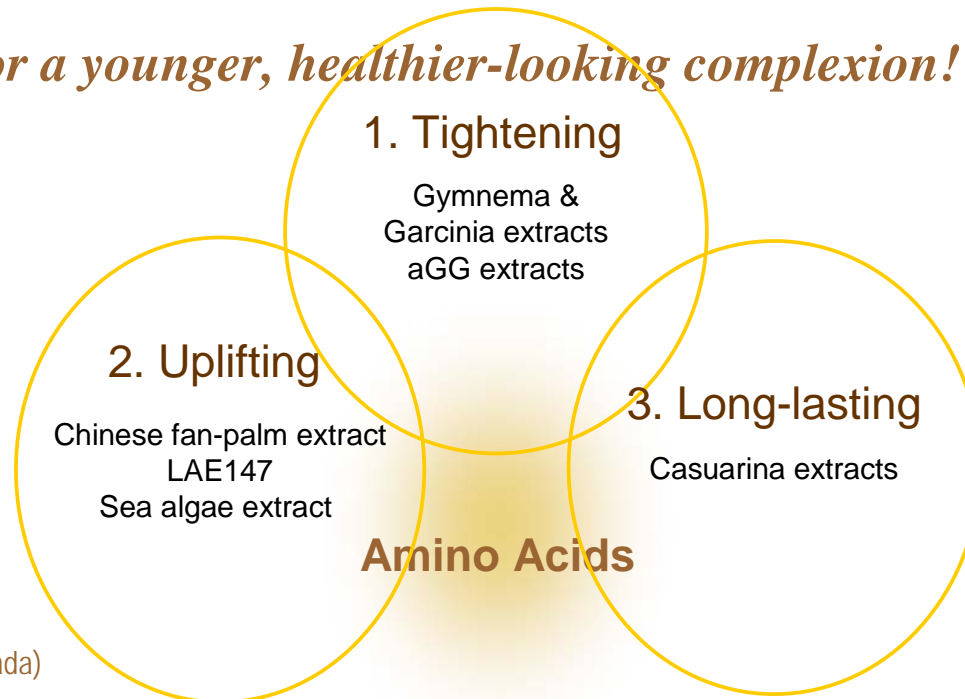 or a younger, healthier-looking complexion!
1. Tightening
Gymnema &
Garcinia extracts
aGG extracts
2. Uplifting
Chinese fan-palm extract
LAE147
Sea algae extract
3. Long-lasting
Casuarina extracts
Amino Acids
nda)